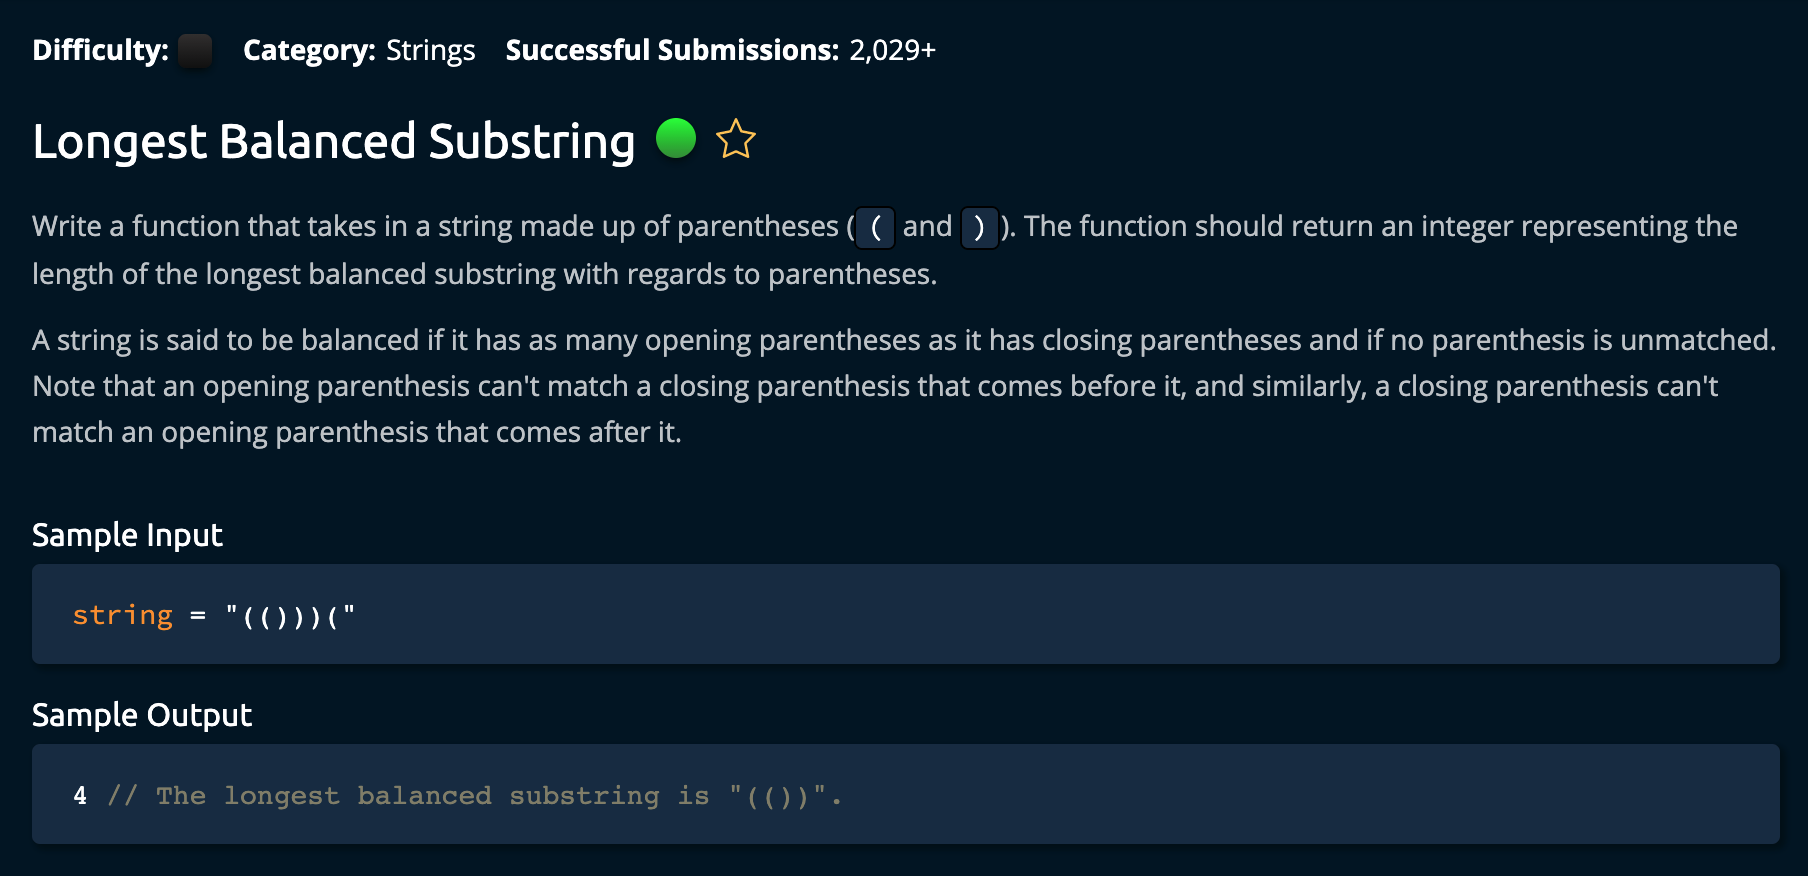 Difficulty: Category: Strings Successful Submissions: 2,029+
Longest Balanced Substring
Write a function that takes in a string made up of parentheses ( ( and ) ). The function should return an integer representing the
length of the longest balanced substring with regards to parentheses.
A string is said to be balanced if it has as many opening parentheses as it has closing parentheses and if no parenthesis is unmatched.
Note that an opening parenthesis can't match a closing parenthesis that comes before it, and similarly, a closing parenthesis can't
match an opening parenthesis that comes after it.
Sample Input
string = "(()))("
Sample Output
4 // The longest balanced substring is "(())".